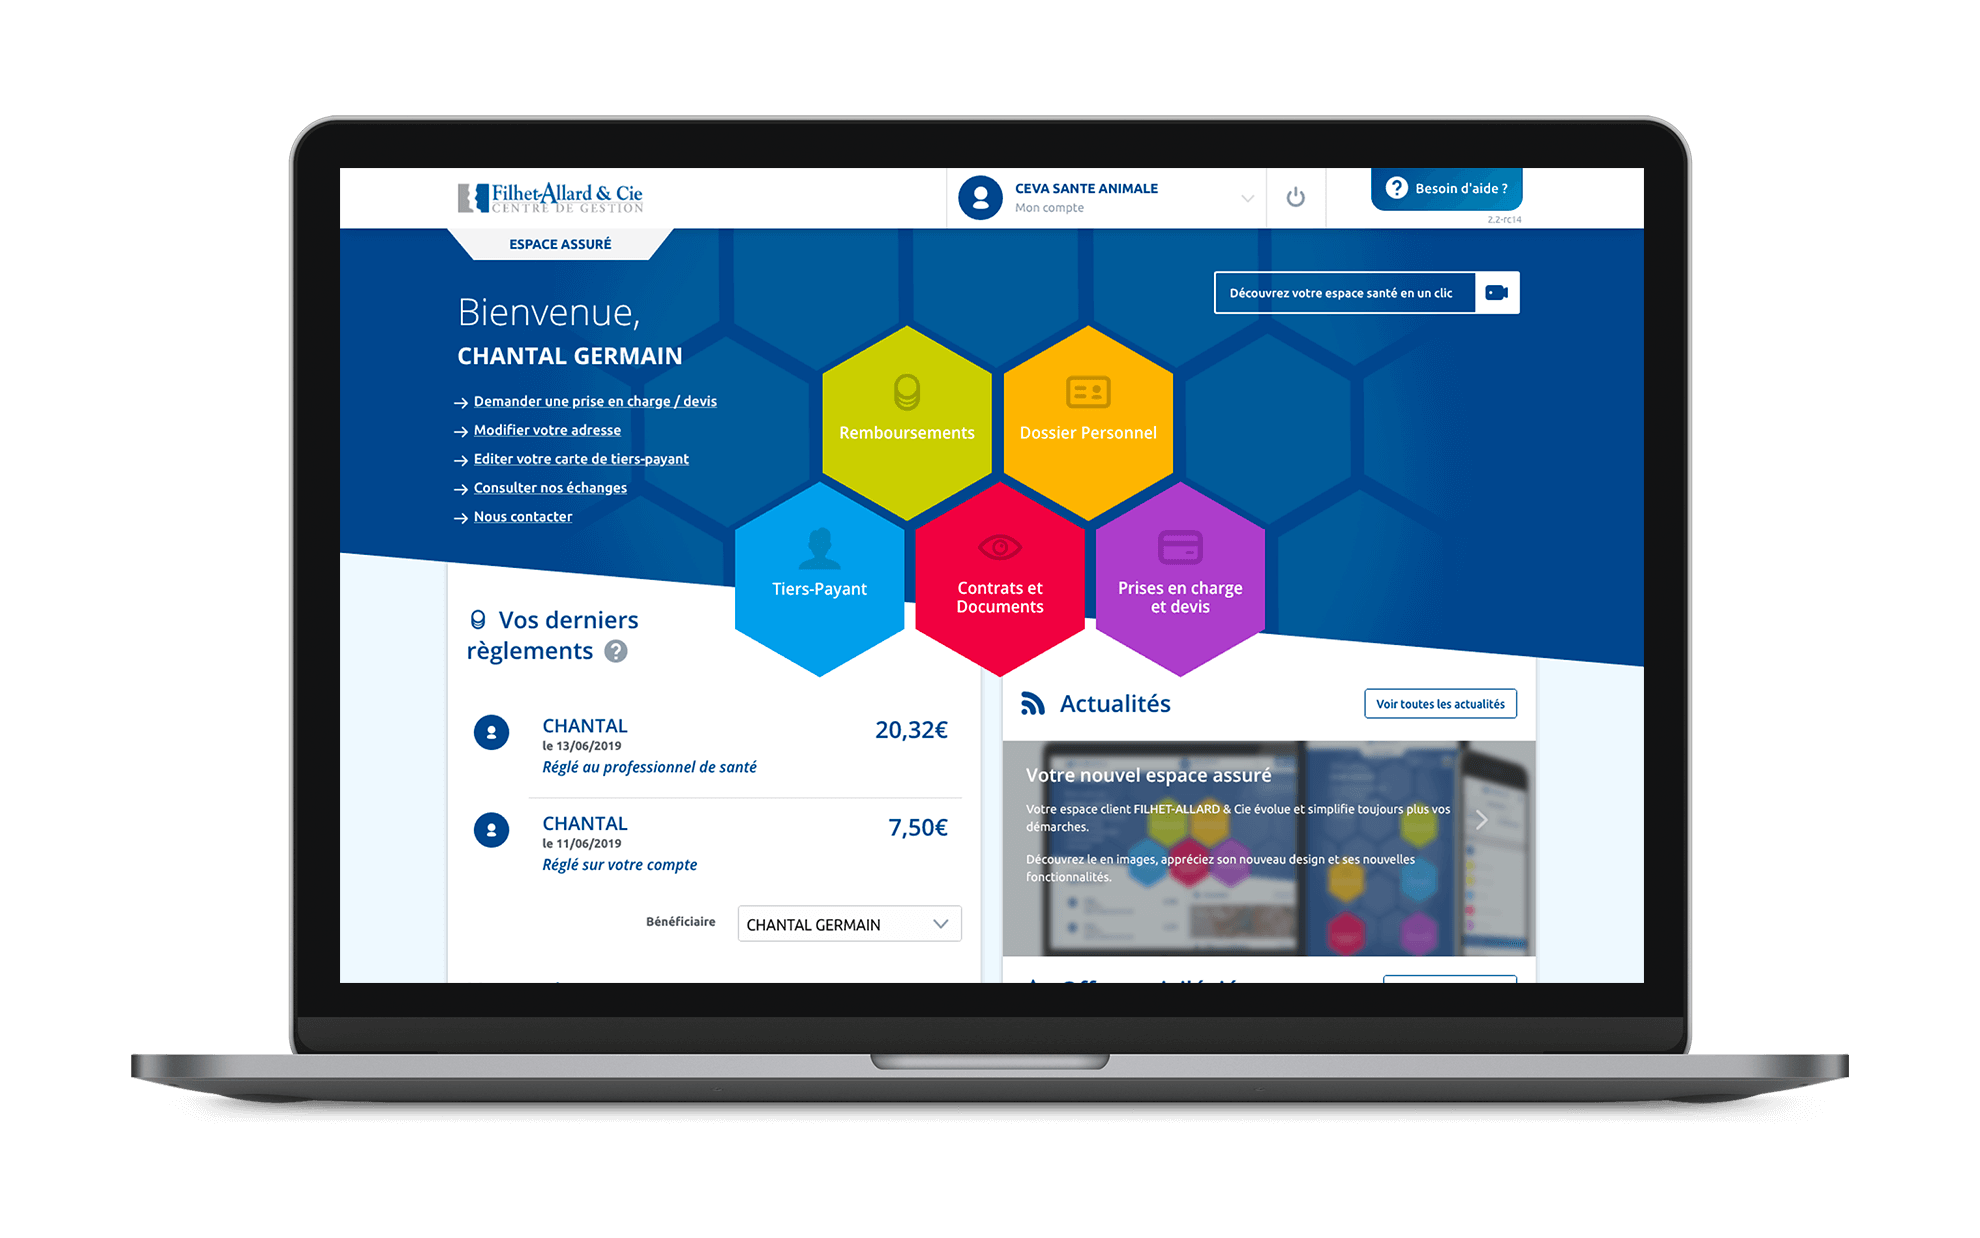 Filhet-Allard & Cie
CENTRE DE GESTION
CEVA SANTE ANIMALE
Mon compte
Besoin d'aide ?
2.2-rc14
ESPACE ASSURÉ
Découvrez votre espace santé en un clic
Bienvenue,
CHANTAL GERMAIN
Demander une prise en charge / devis
Modifier votre adresse
Editer votre carte de tiers-payant
Consulter nos échanges
Nous contacter
Remboursements
Dossier Personnel
Tiers-Payant
Contrats et
Documents
Prises en charge
et devis
Vos derniers
règlements
CHANTAL
20,32€
le 13/06/2019
Réglé au professionnel de santé
CHANTAL
7,50€
le 11/06/2019
Réglé sur votre compte
Bénéficiaire
CHANTAL GERMAIN
Actualités
Voir toutes les actualités
Votre nouvel espace assuré
Votre espace client FILHET-ALLARD & Cie évolue et simplifie toujours plus vos
démarches.
Découvrez le en images, appréciez son nouveau design et ses nouvelles
fonctionnalités.